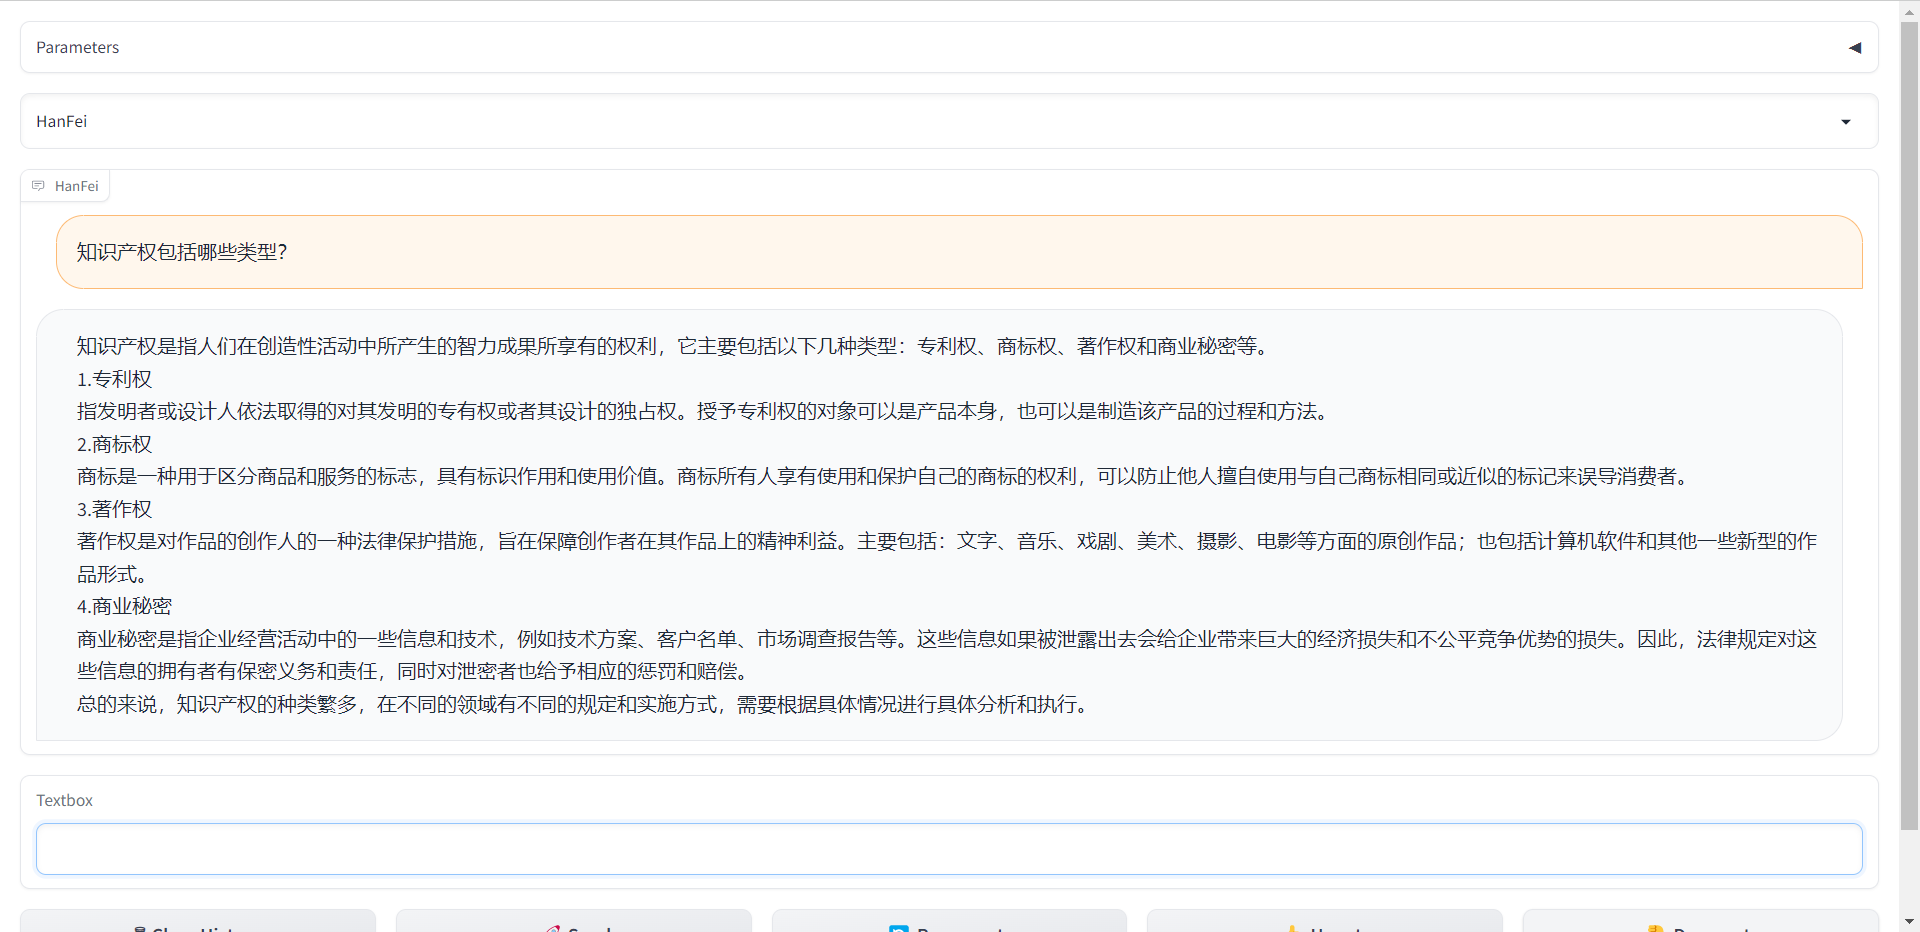 Parameters
HanFei
HanFei
知识产权包括哪些类型?
知识产权是指人们在创造性活动中所产生的智力成果所享有的权利，它主要包括以下几种类型：专利权、商标权、著作权和商业秘密等。
1.专利权
指发明者或设计人依法取得的对其发明的专有权或者其设计的独占权。授予专利权的对象可以是产品本身，也可以是制造该产品的过程和方法。
2.商标权
商标是一种用于区分商品和服务的标志，具有标识作用和使用价值。商标所有人享有使用和保护自己的商标的权利，可以防止他人擅自使用与自己商标相同或近似的标记来误导消费者。
3.著作权
著作权是对作品的创作人的一种法律保护措施，旨在保障创作者在其作品上的精神利益。主要包括：文字、音乐、戏剧、美术、摄影、电影等方面的原创作品；也包括计算机软件和其他一些新型的作
品形式。
4.商业秘密
商业秘密是指企业经营活动中的一些信息和技术，例如技术方案、客户名单、市场调查报告等。这些信息如果被泄露出去会给企业带来巨大的经济损失和不公平竞争优势的损失。因此，法律规定对这
些信息的拥有者有保密义务和责任，同时对泄密者也给予相应的惩罚和赔偿。
总的来说，知识产权的种类繁多，在不同的领域有不同的规定和实施方式，需要根据具体情况进行具体分析和执行。
Textbox